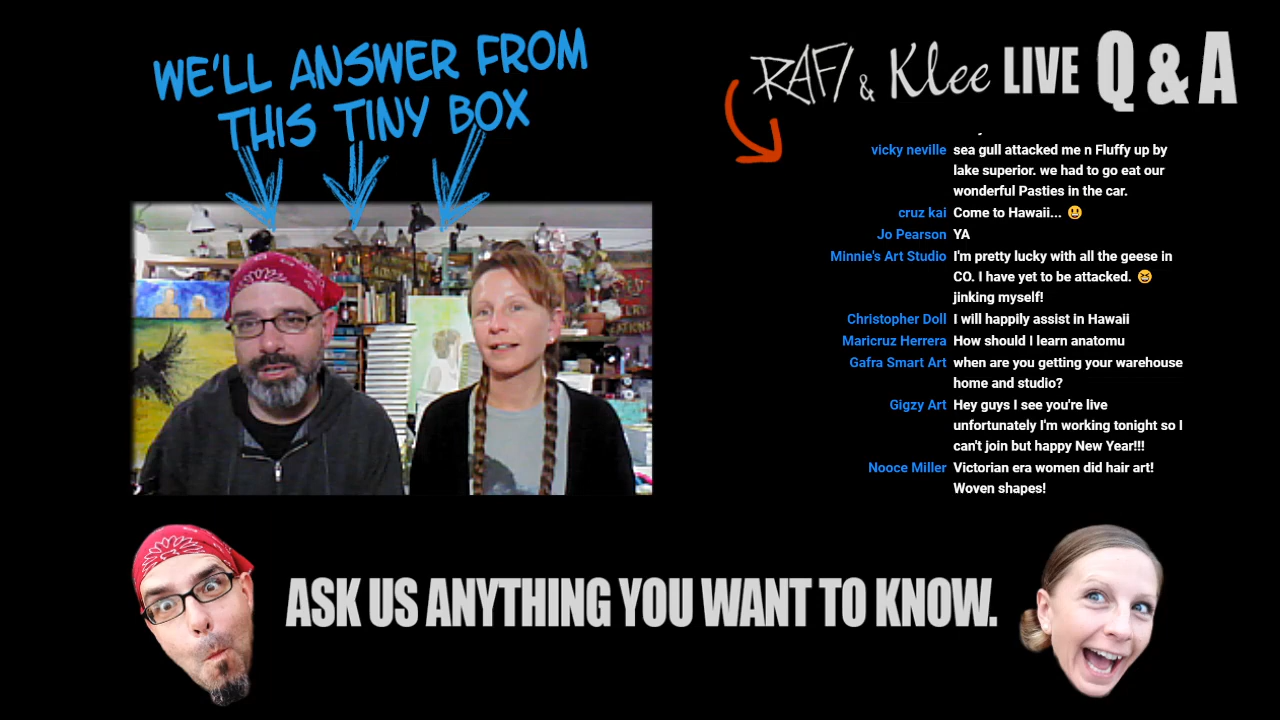 WE'LL ANSWER FROM
THIS TINY BOX
RAFI & Klee LIVE Q & A
vicky neville sea gull attacked me n Fluffy up by
lake superior. we had to go eat our
wonderful Pasties in the car.
cruz kai Come to Hawaii... 😃
Jo Pearson YA
Minnie's Art Studio I'm pretty lucky with all the geese in
CO. I have yet to be attacked. 😆
jinking myself!
Christopher Doll I will happily assist in Hawaii
Maricruz Herrera How should I learn anatomu
Gafra Smart Art when are you getting your warehouse
home and studio?
Gigzy Art Hey guys I see you're live
unfortunately I'm working tonight so I
can't join but happy New Year!!!
Nooce Miller Victorian era women did hair art!
Woven shapes!
ASK US ANYTHING YOU WANT TO KNOW.